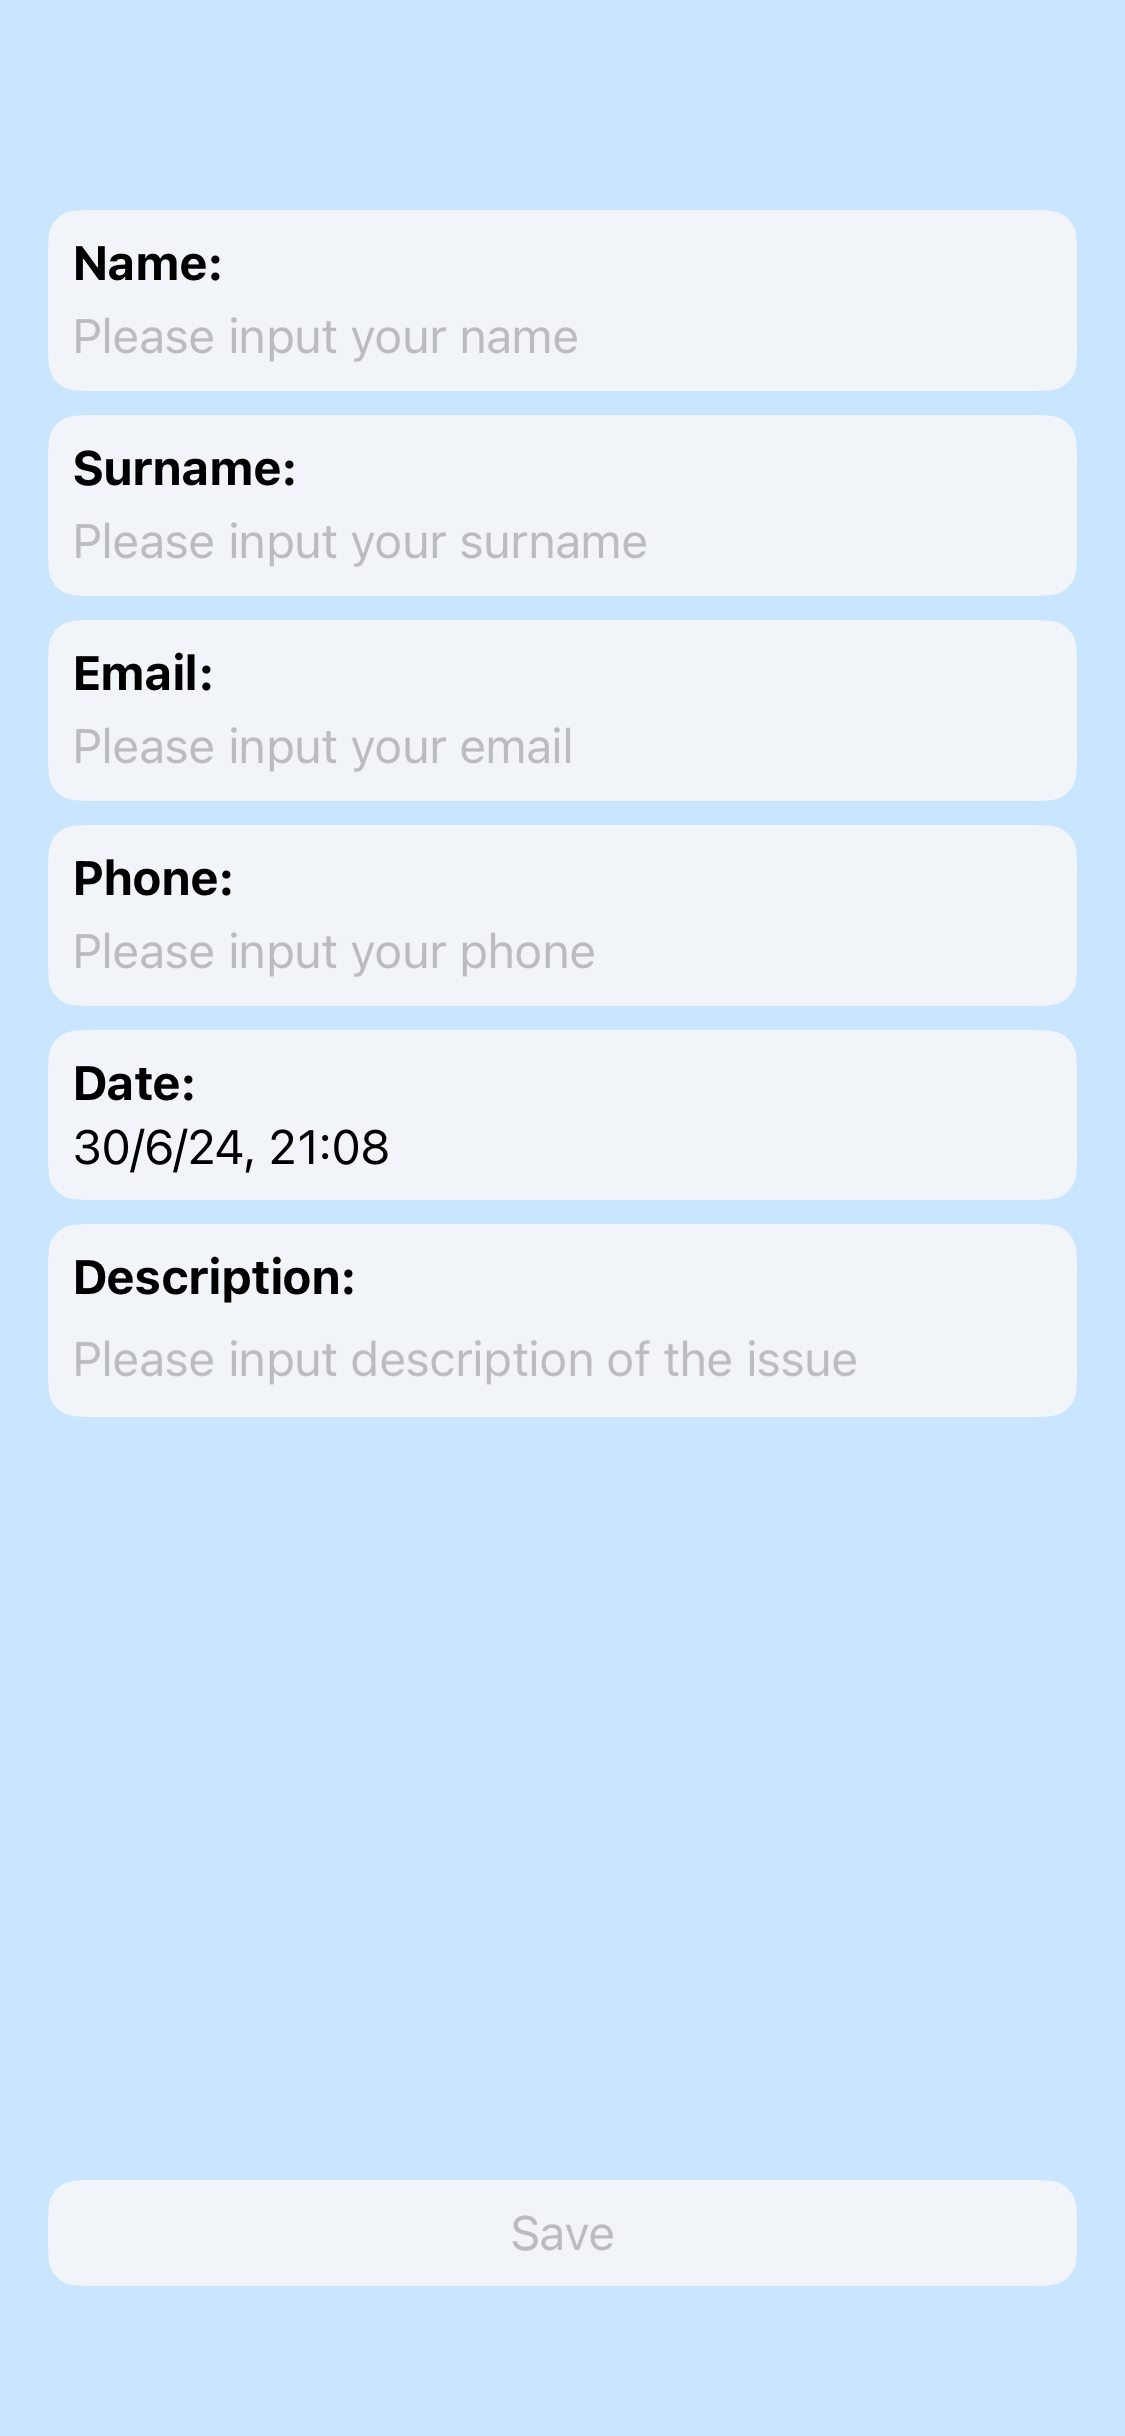 Name:
Please input your name
Surname:
Please input your surname
Email:
Please input your email
Phone:
Please input your phone
Date:
30/6/24, 21:08
Description:
Please input description of the issue
Save